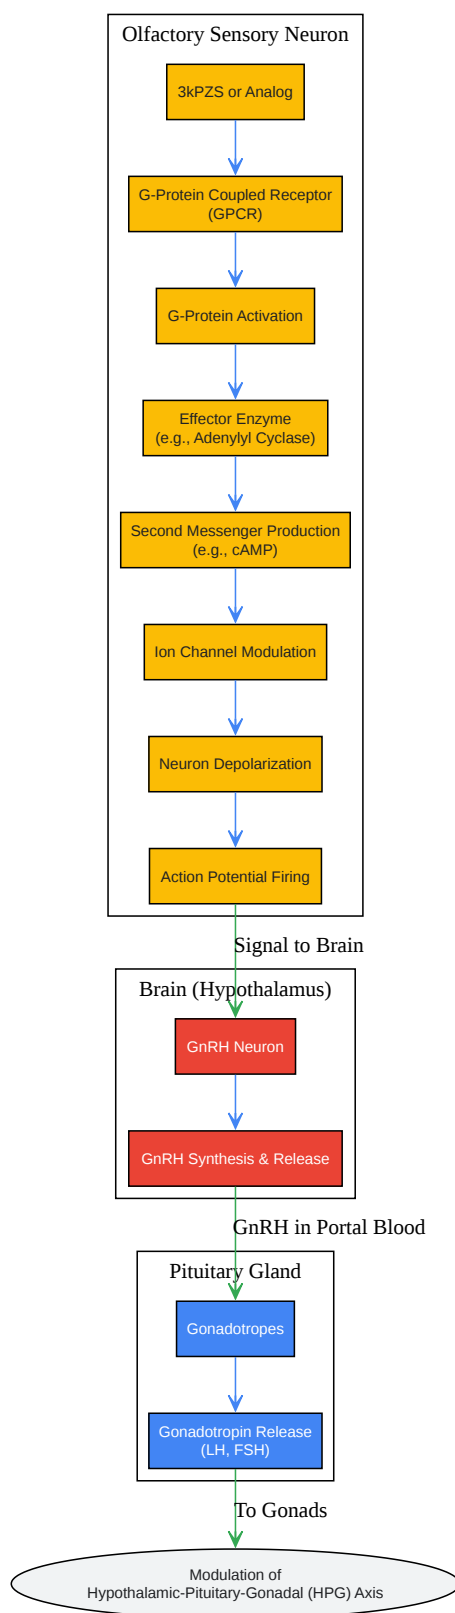 Olfactory Sensory Neuron
3kPZS or Analog
G-Protein Coupled Receptor
(GPCR)
G-Protein Activation
Effector Enzyme
(e.g., Adenylyl Cyclase)
Second Messenger Production
(e.g., cAMP)
Ion Channel Modulation
Neuron Depolarization
Action Potential Firing
Signal to Brain
Brain (Hypothalamus)
GnRH Neuron
GnRH Synthesis & Release
GnRH in Portal Blood
Pituitary Gland
Gonadotropes
Gonadotropin Release
(LH, FSH)
To Gonads
Modulation of
Hypothalamic-Pituitary-Gonadal (HPG) Axis